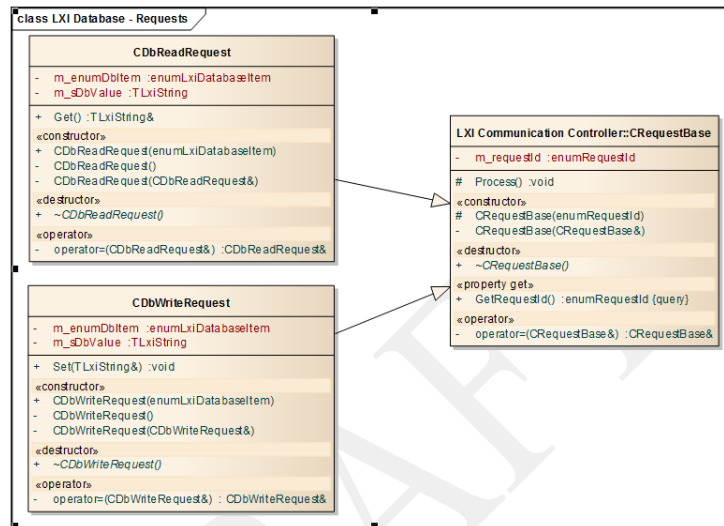 class LXI Database - Requests
CDbReadRequest
- m_enumDbItem :enumLxiDatabaseItem
- m_sDbValue :TLxiString
+ Get() :TLxiString&
«constructor»
+ CDbReadRequest(enumLxiDatabaseItem)
- CDbReadRequest()
- CDbReadRequest(CDbReadRequest&)
«destructor»
+ ~CDbReadRequest()
«operator»
- operator=(CDbReadRequest&) :CDbReadRequest&
LXI Communication Controller::CRequestBase
- m_requestId :enumRequestId
# Process() :void
«constructor»
# CRequestBase(enumRequestId)
- CRequestBase(CRequestBase&)
«destructor»
+ ~CRequestBase()
«property get»
+ GetRequestId() :enumRequestId {query}
«operator»
- operator=(CRequestBase&) :CRequestBase&
CDbWriteRequest
- m_enumDbItem :enumLxiDatabaseItem
- m_sDbValue :TLxiString
+ Set(TLxiString&) :void
«constructor»
+ CDbWriteRequest(enumLxiDatabaseItem)
- CDbWriteRequest()
- CDbWriteRequest(CDbWriteRequest&)
«destructor»
+ ~CDbWriteRequest()
«operator»
- operator=(CDbWriteRequest&) : CDbWriteRequest&